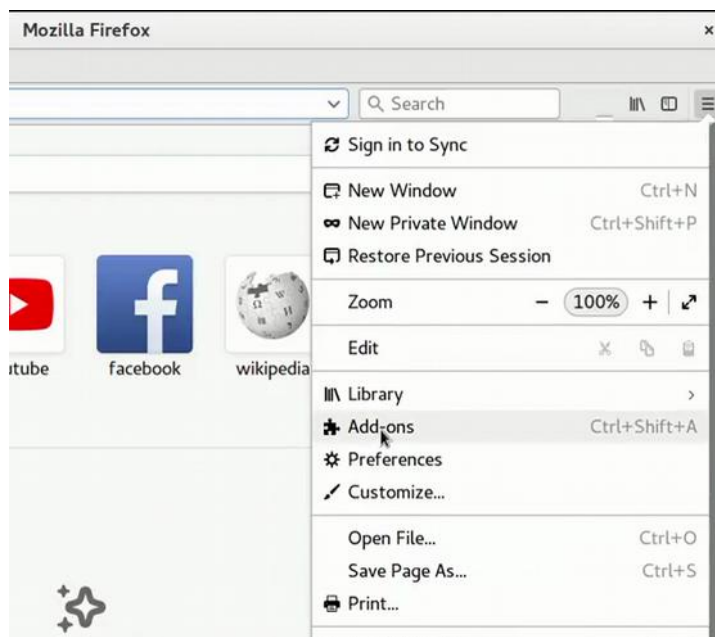 Mozilla Firefox
Search
Sign in to Sync
New Window Ctrl+N
New Private Window Ctrl+Shift+P
Restore Previous Session
Zoom - 100% +
Edit
utube
facebook
wikipedia
Library
Add-ons Ctrl+Shift+A
Preferences
Customize...
Open File... Ctrl+O
Save Page As... Ctrl+S
Print...